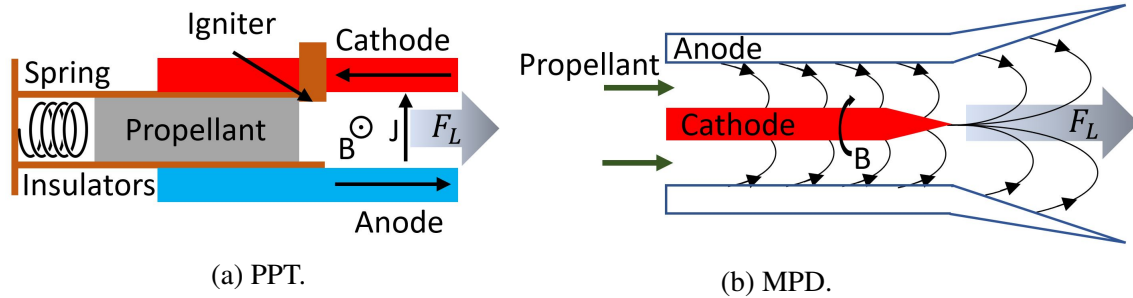 Igniter
Cathode
Spring
Propellant
B
J
F_L
Insulators
Anode
(a) PPT.
Anode
Propellant
Cathode
B
F_L
(b) MPD.